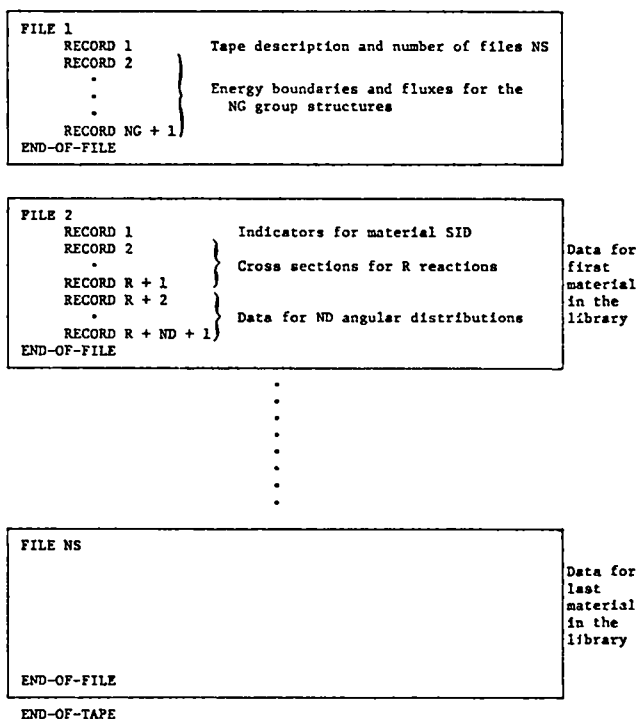 FILE 1
RECORD 1 Tape description and number of files NS
RECORD 2
Energy boundaries and fluxes for the
NG group structures
RECORD NG + 1
END-OF-FILE
FILE 2
RECORD 1 Indicators for material SID
RECORD 2
Cross sections for R reactions
RECORD R + 1
RECORD R + 2
Data for ND angular distributions
RECORD R + ND + 1
END-OF-FILE
Data for
first
material
in the
library
FILE NS
END-OF-FILE
Data for
last
material
in the
library
END-OF-TAPE